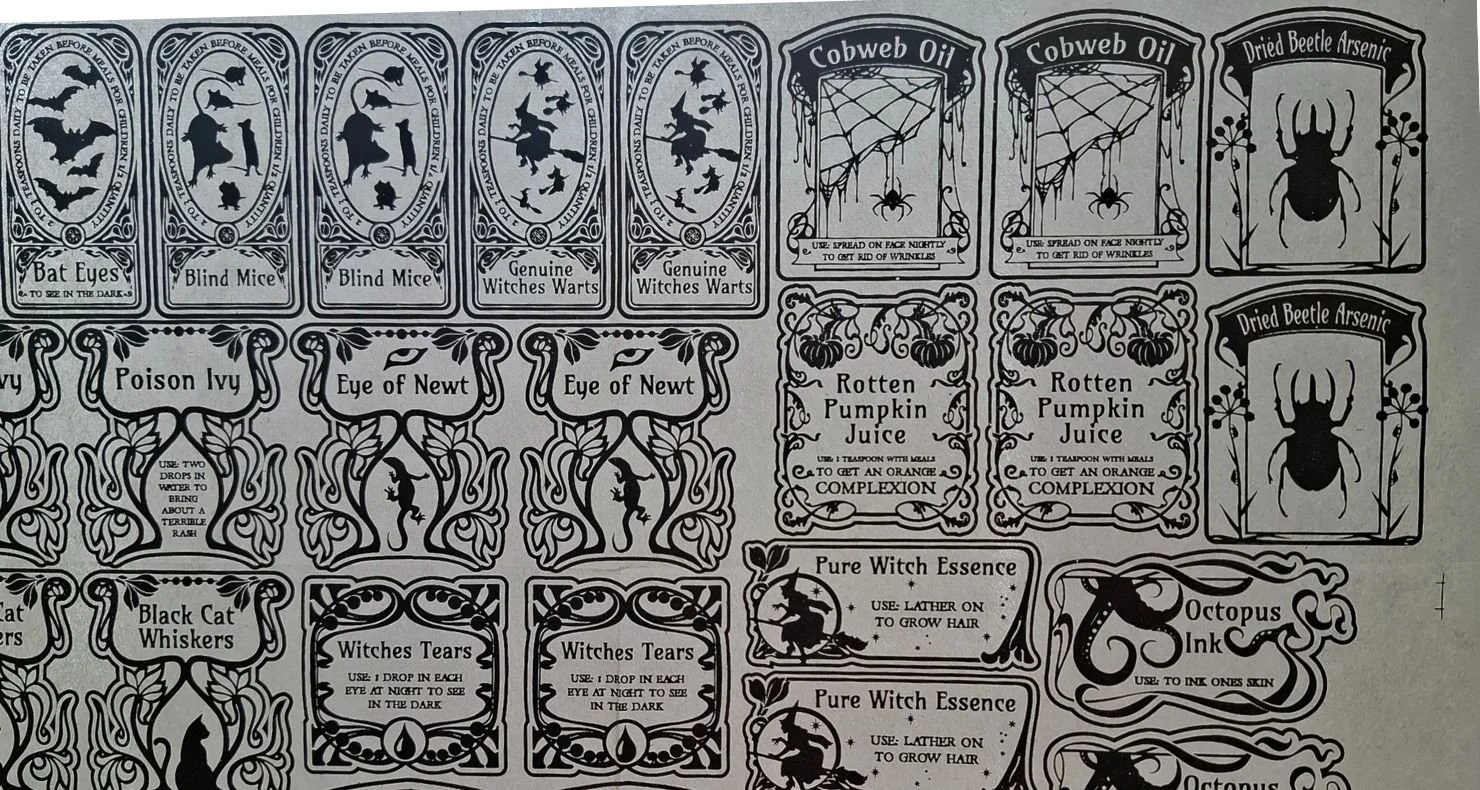 2 TO 3 TEASPOONS DAILY TO BE TAKEN BEFORE MEALS FOR CHILDREN 1/2 QUANTITY
Bat Eyes
TO SEE IN THE DARK
2 TO 3 TEASPOONS DAILY TO BE TAKEN BEFORE MEALS FOR CHILDREN 1/2 QUANTITY
Blind Mice
2 TO 3 TEASPOONS DAILY TO BE TAKEN BEFORE MEALS FOR CHILDREN 1/2 QUANTITY
Blind Mice
2 TO 3 TEASPOONS DAILY TO BE TAKEN BEFORE MEALS FOR CHILDREN 1/2 QUANTITY
Genuine
Witches Warts
2 TO 3 TEASPOONS DAILY TO BE TAKEN BEFORE MEALS FOR CHILDREN 1/2 QUANTITY
Genuine
Witches Warts
Cobweb Oil
USE: SPREAD ON FACE NIGHTLY
TO GET RID OF WRINKLES
Cobweb Oil
USE: SPREAD ON FACE NIGHTLY
TO GET RID OF WRINKLES
Dried Beetle Arsenic
vy
Poison Ivy
USE: TWO
DROPS IN
WATER TO
BRING
ABOUT A
TERRIBLE
RASH
Eye of Newt
Eye of Newt
Rotten
Pumpkin
Juice
USE: 1 TEASPOON WITH MEALS
TO GET AN ORANGE
COMPLEXION
Rotten
Pumpkin
Juice
USE: 1 TEASPOON WITH MEALS
TO GET AN ORANGE
COMPLEXION
Dried Beetle Arsenic
Cat
ers
Black Cat
Whiskers
Witches Tears
USE: 1 DROP IN EACH
EYE AT NIGHT TO SEE
IN THE DARK
Witches Tears
USE: 1 DROP IN EACH
EYE AT NIGHT TO SEE
IN THE DARK
Pure Witch Essence
USE: LATHER ON
TO GROW HAIR
Octopus
Ink
USE: TO INK ONES SKIN
Pure Witch Essence
USE: LATHER ON
TO GROW HAIR
Octopus